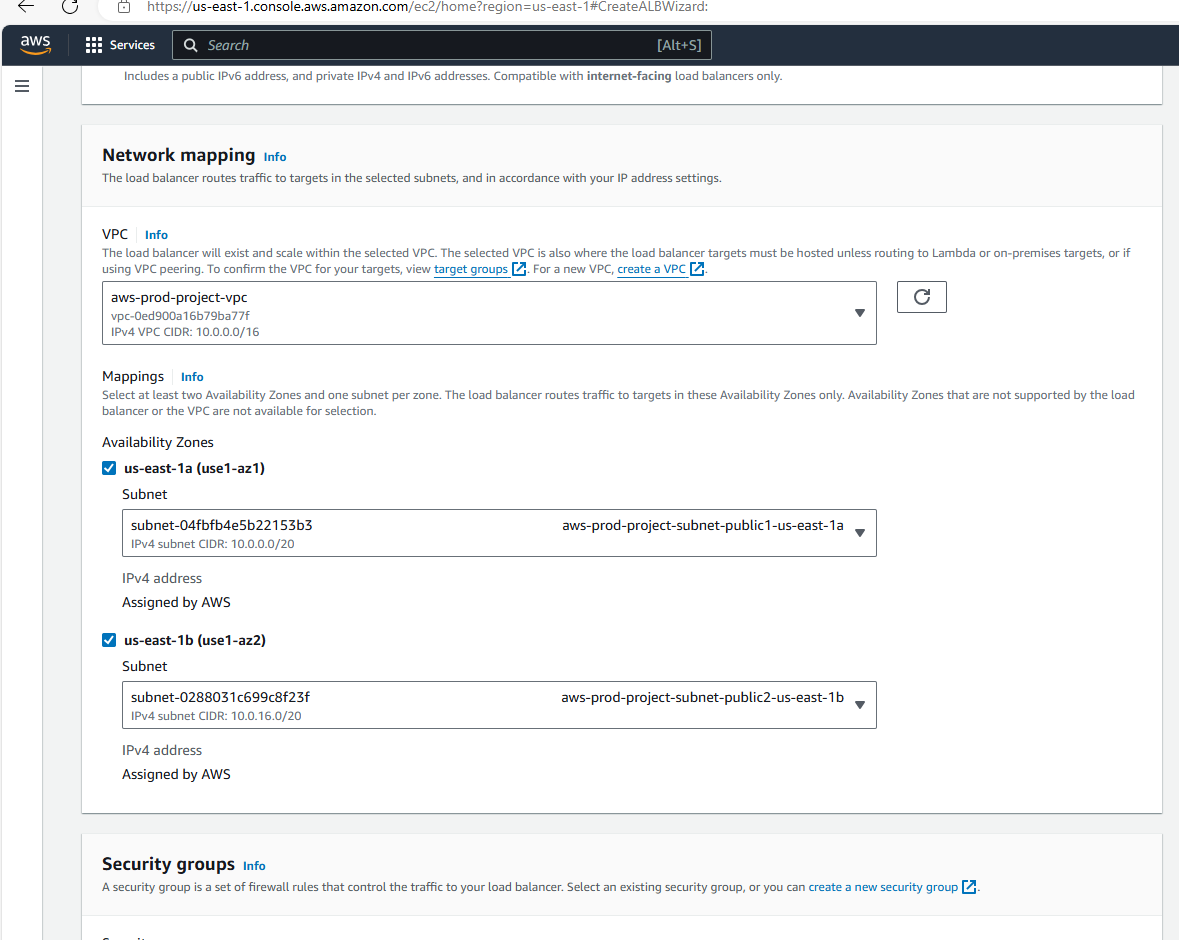 https://us-east-1.console.aws.amazon.com/ec2/home?region=us-east-1#CreateALBWizard:
aws Services Search [Alt+S]
Includes a public IPv6 address, and private IPv4 and IPv6 addresses. Compatible with internet-facing load balancers only.
Network mapping Info
The load balancer routes traffic to targets in the selected subnets, and in accordance with your IP address settings.
VPC Info
The load balancer will exist and scale within the selected VPC. The selected VPC is also where the load balancer targets must be hosted unless routing to Lambda or on-premises targets, or if
using VPC peering. To confirm the VPC for your targets, view target groups. For a new VPC, create a VPC.
aws-prod-project-vpc
vpc-0ed900a16b79ba77f
IPv4 VPC CIDR: 10.0.0.0/16
Mappings Info
Select at least two Availability Zones and one subnet per zone. The load balancer routes traffic to targets in these Availability Zones only. Availability Zones that are not supported by the load
balancer or the VPC are not available for selection.
Availability Zones
us-east-1a (use1-az1)
Subnet
subnet-04fbfb4e5b22153b3 aws-prod-project-subnet-public1-us-east-1a
IPv4 subnet CIDR: 10.0.0.0/20
IPv4 address
Assigned by AWS
us-east-1b (use1-az2)
Subnet
subnet-0288031c699c8f23f aws-prod-project-subnet-public2-us-east-1b
IPv4 subnet CIDR: 10.0.16.0/20
IPv4 address
Assigned by AWS
Security groups Info
A security group is a set of firewall rules that control the traffic to your load balancer. Select an existing security group, or you can create a new security group.